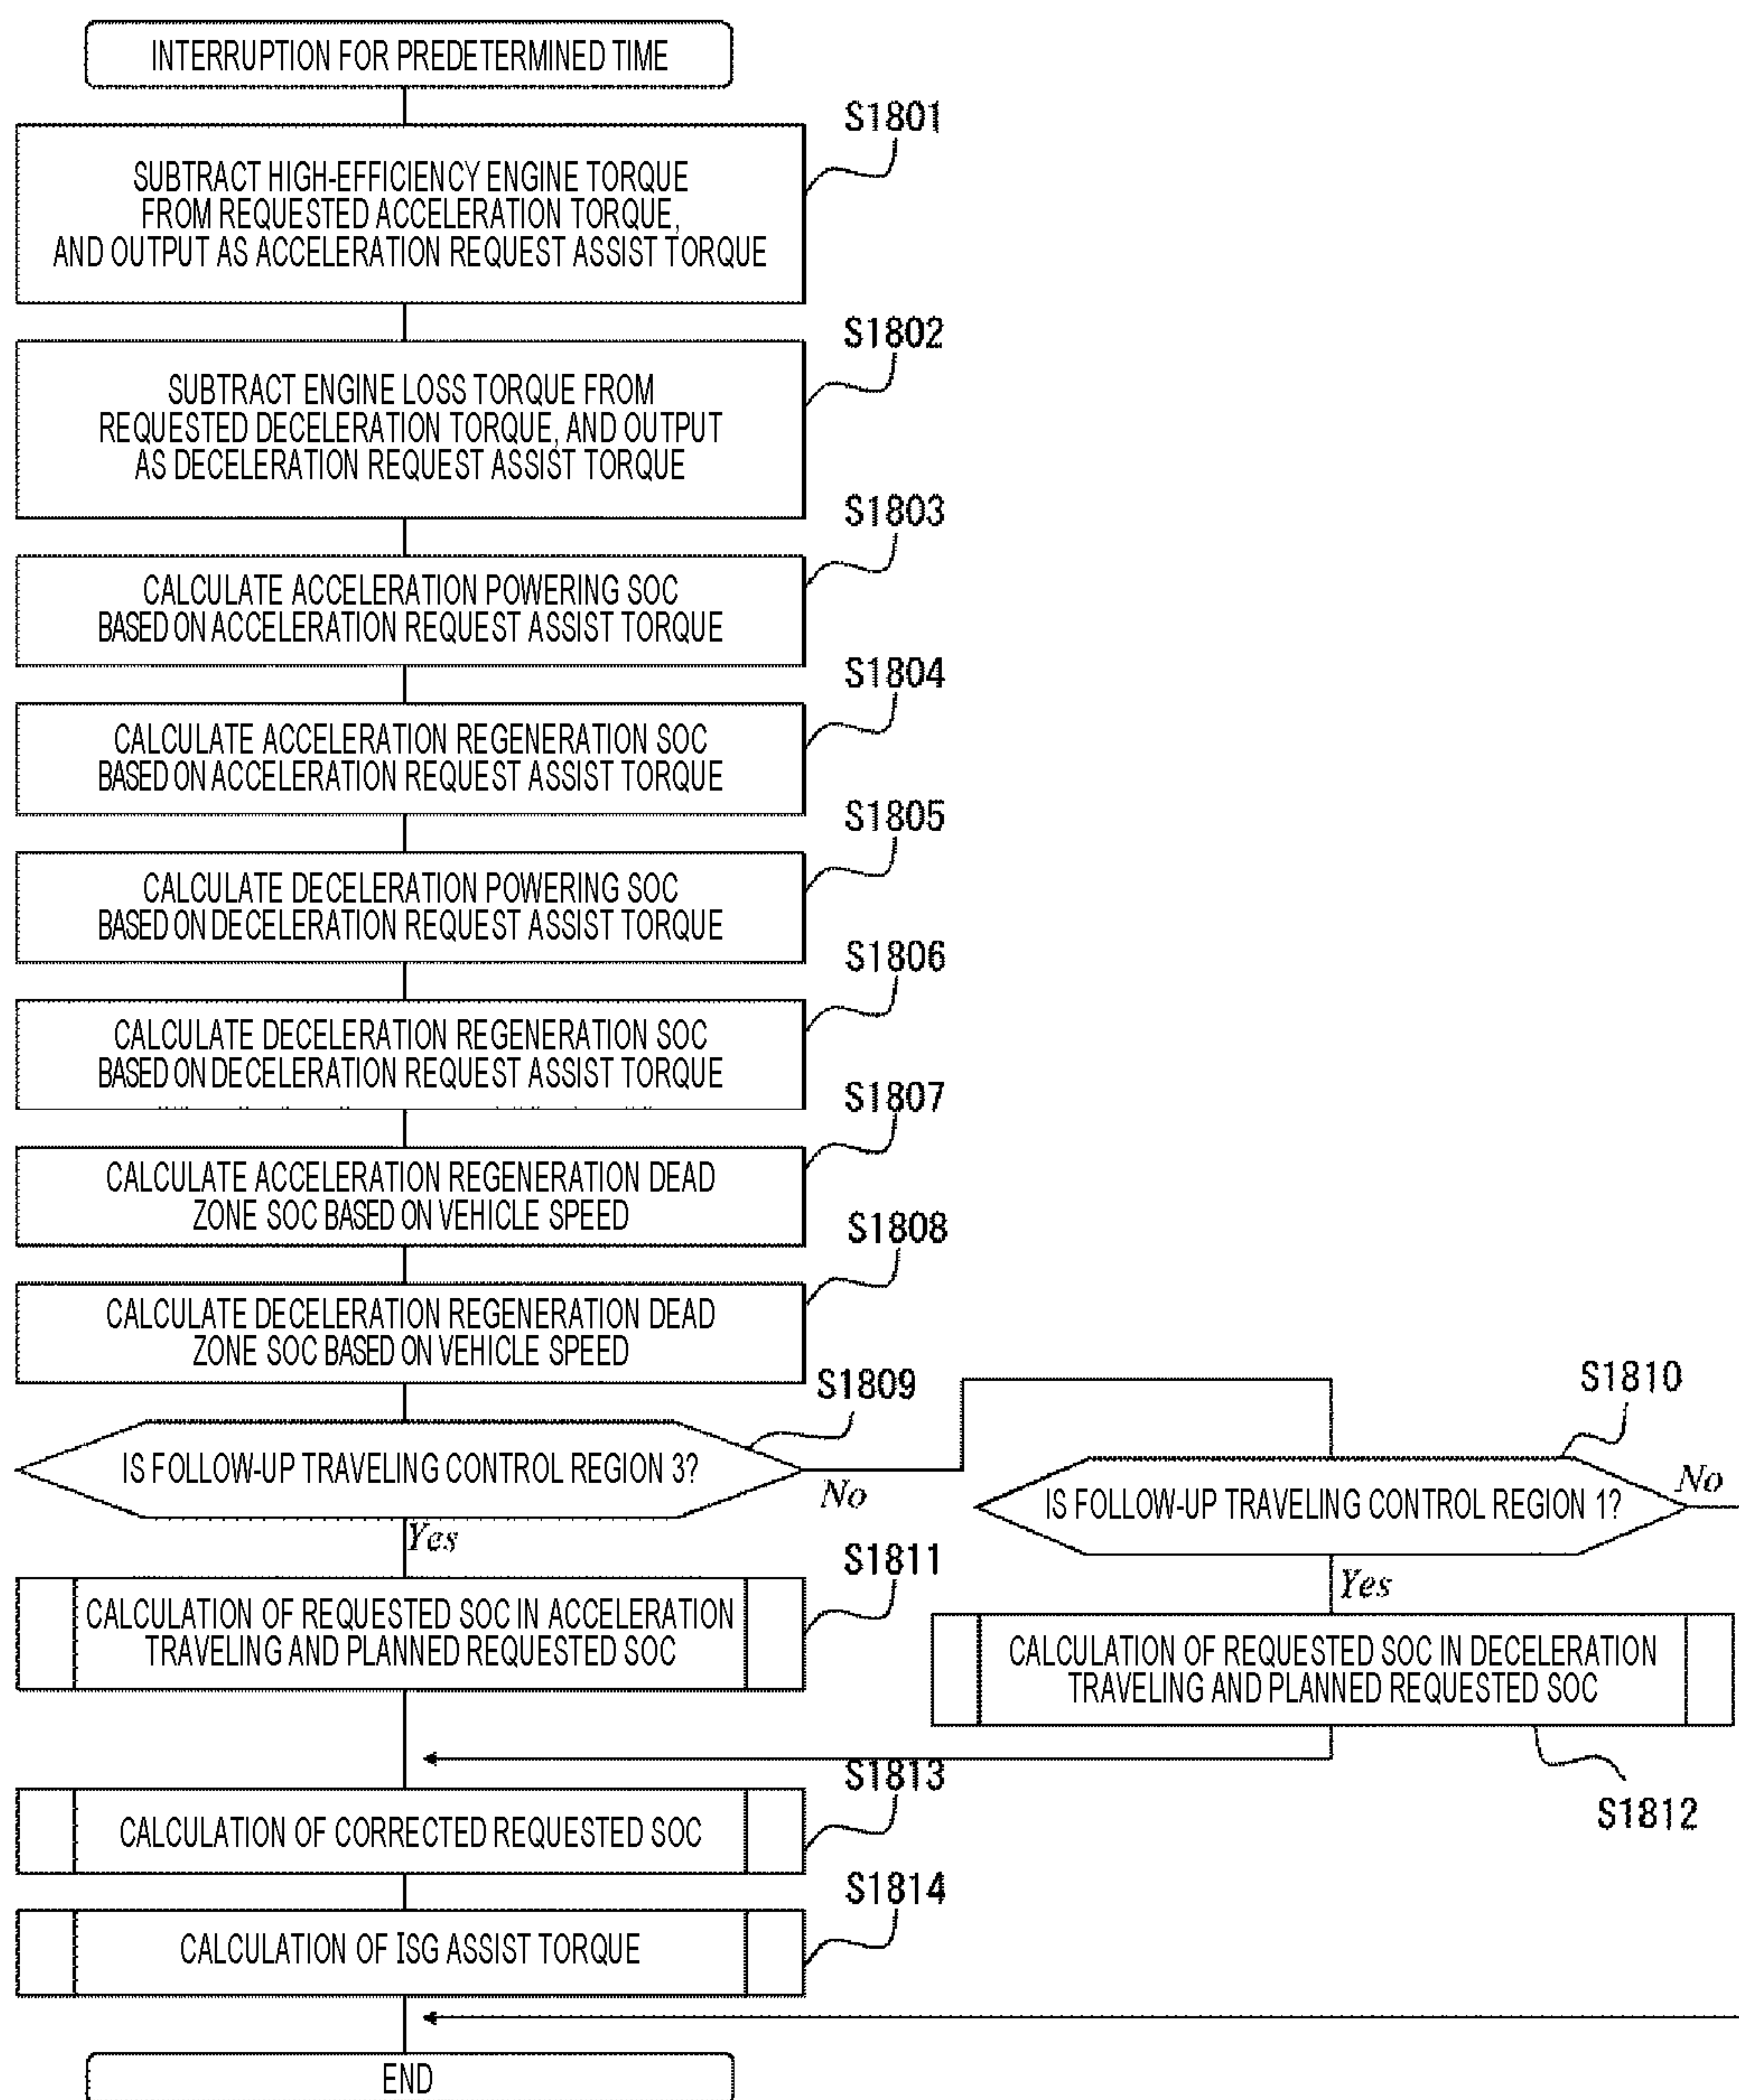 INTERRUPTION FOR PREDETERMINED TIME
S1801
SUBTRACT HIGH-EFFICIENCY ENGINE TORQUE
FROM REQUESTED ACCELERATION TORQUE,
AND OUTPUT AS ACCELERATION REQUEST ASSIST TORQUE
S1802
SUBTRACT ENGINE LOSS TORQUE FROM
REQUESTED DECELERATION TORQUE, AND OUTPUT
AS DECELERATION REQUEST ASSIST TORQUE
S1803
CALCULATE ACCELERATION POWERING SOC
BASED ON ACCELERATION REQUEST ASSIST TORQUE
S1804
CALCULATE ACCELERATION REGENERATION SOC
BASED ON ACCELERATION REQUEST ASSIST TORQUE
S1805
CALCULATE DECELERATION POWERING SOC
BASED ON DECELERATION REQUEST ASSIST TORQUE
S1806
CALCULATE DECELERATION REGENERATION SOC
BASED ON DECELERATION REQUEST ASSIST TORQUE
S1807
CALCULATE ACCELERATION REGENERATION DEAD
ZONE SOC BASED ON VEHICLE SPEED
S1808
CALCULATE DECELERATION REGENERATION DEAD
ZONE SOC BASED ON VEHICLE SPEED
S1809
IS FOLLOW-UP TRAVELING CONTROL REGION 3?
No
Yes
S1810
IS FOLLOW-UP TRAVELING CONTROL REGION 1?
No
Yes
S1811
CALCULATION OF REQUESTED SOC IN ACCELERATION
TRAVELING AND PLANNED REQUESTED SOC
CALCULATION OF REQUESTED SOC IN DECELERATION
TRAVELING AND PLANNED REQUESTED SOC
S1812
S1813
CALCULATION OF CORRECTED REQUESTED SOC
S1814
CALCULATION OF ISG ASSIST TORQUE
END